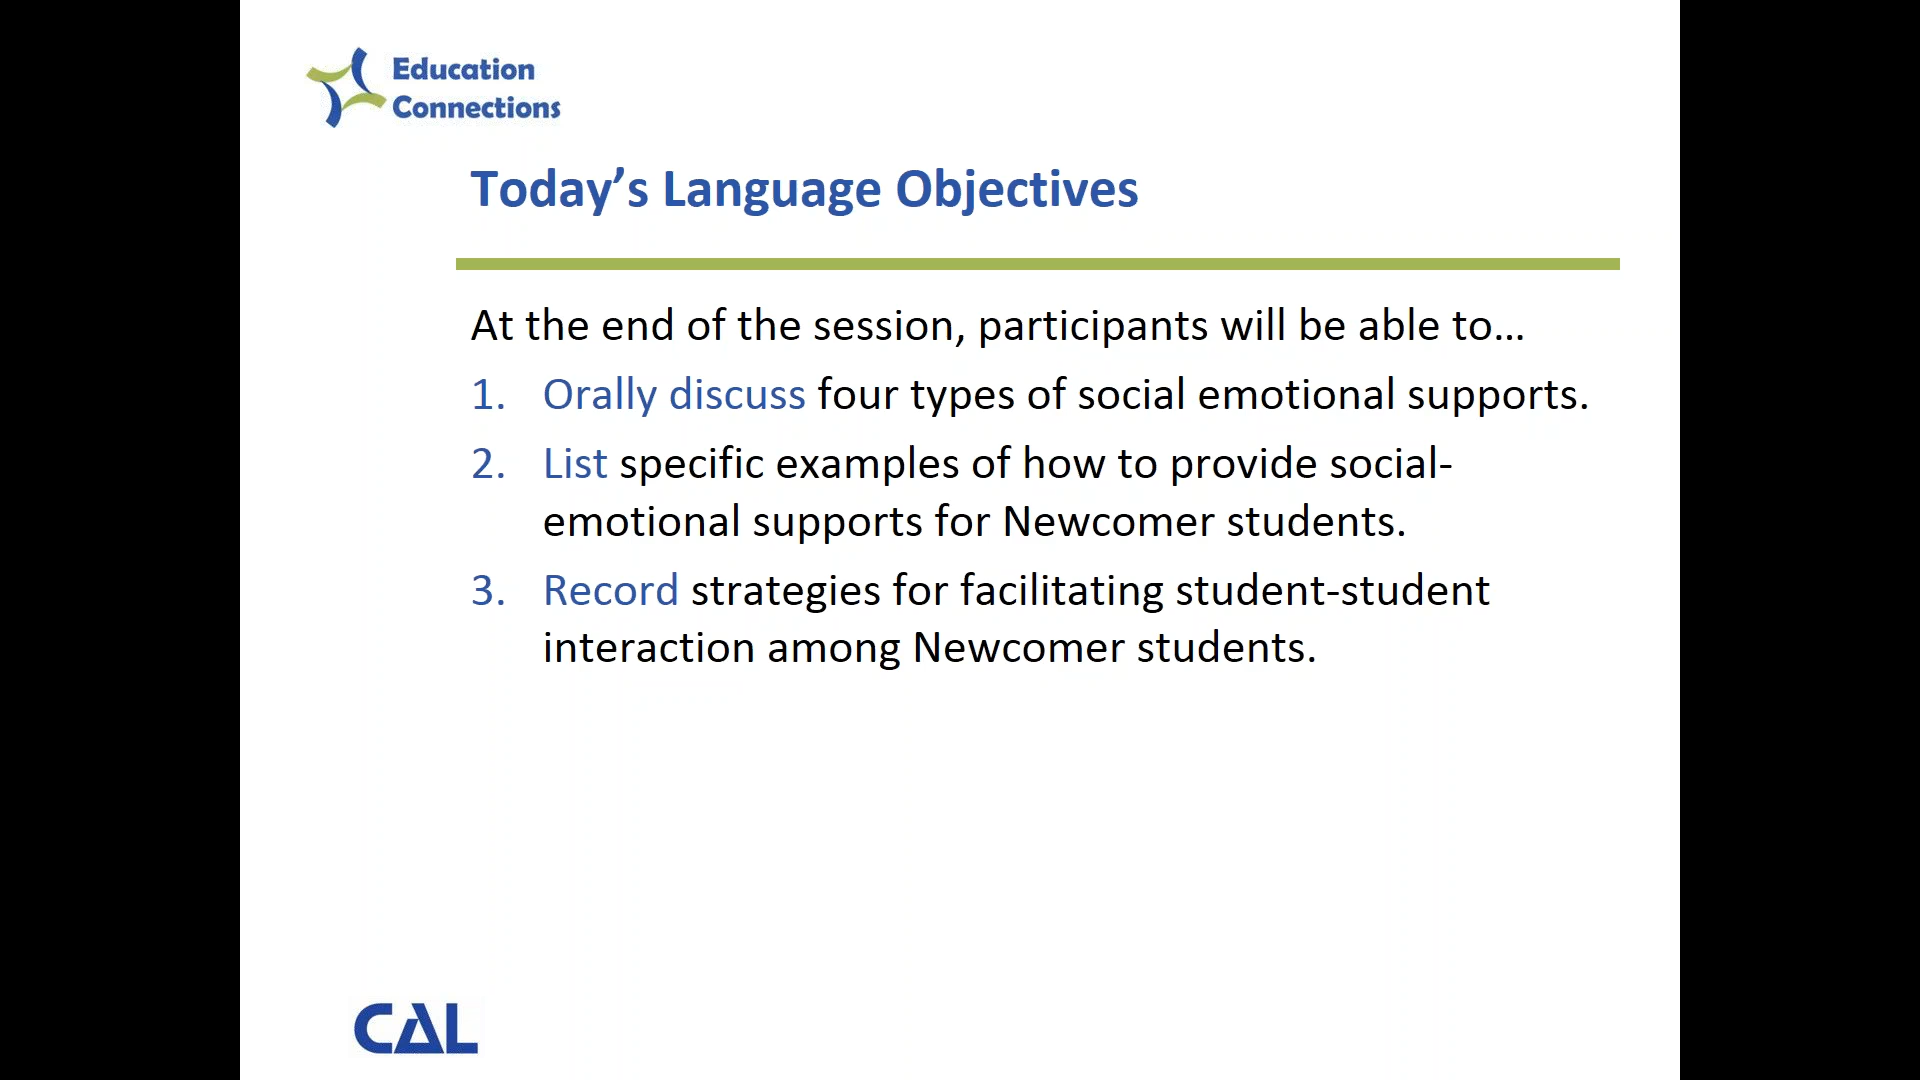 Education
Connections
Today’s Language Objectives
At the end of the session, participants will be able to…
1. Orally discuss four types of social emotional supports.
2. List specific examples of how to provide social-
emotional supports for Newcomer students.
3. Record strategies for facilitating student-student
interaction among Newcomer students.
CAL